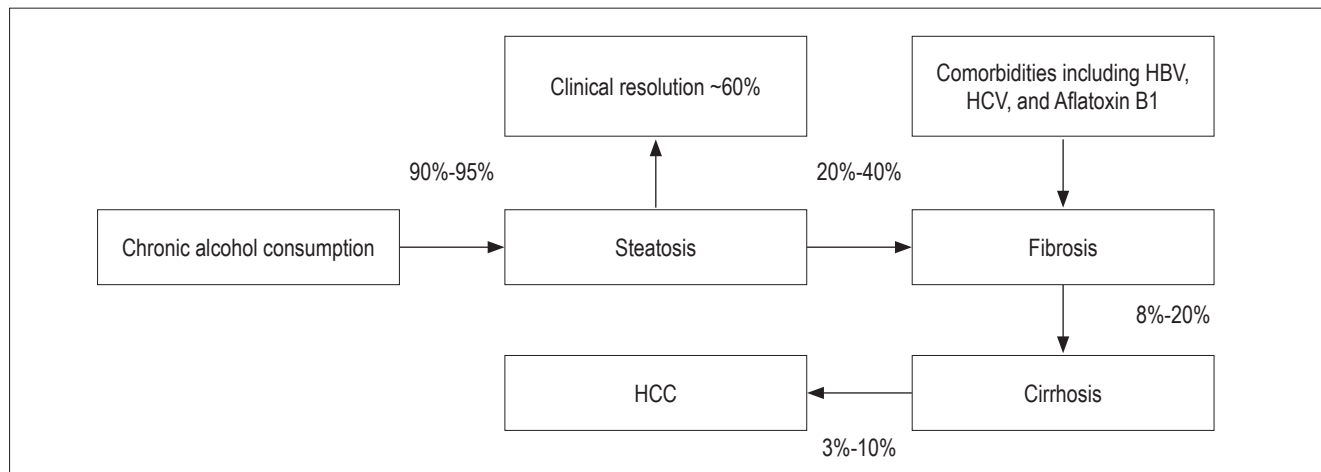 Clinical resolution ~60%
Comorbidities including HBV,
HCV, and Aflatoxin B1
90%-95%
20%-40%
Chronic alcohol consumption
Steatosis
Fibrosis
8%-20%
HCC
Cirrhosis
3%-10%